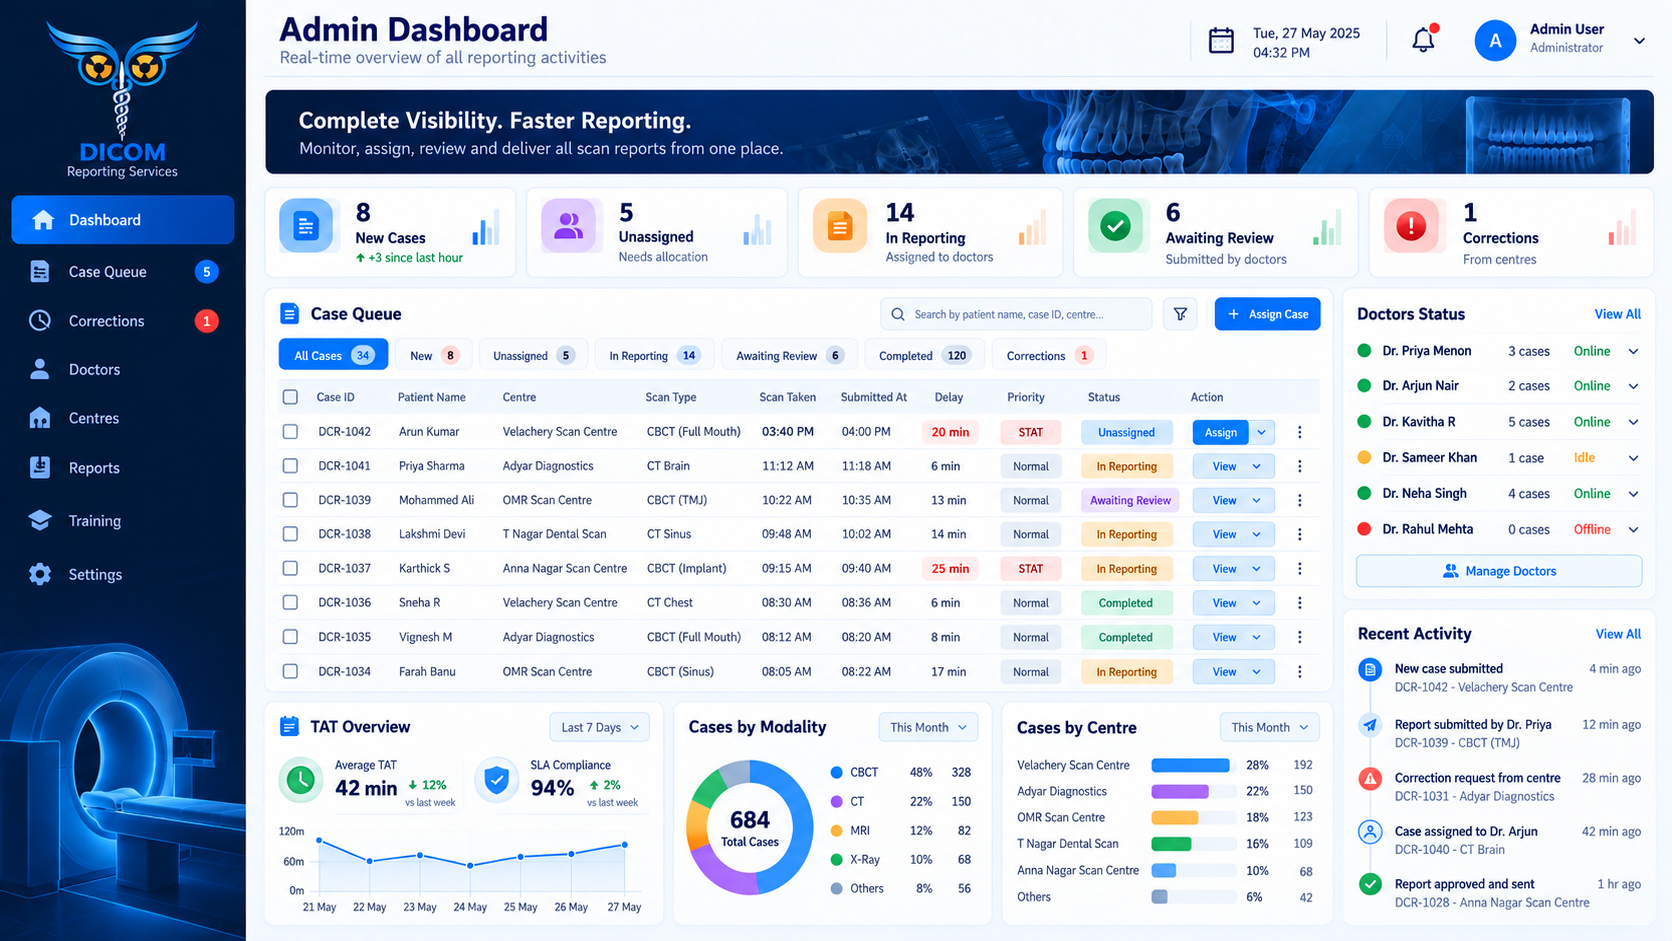 DICOM
Reporting Services
Dashboard
Case Queue 5
Corrections 1
Doctors
Centres
Reports
Training
Settings
Admin Dashboard
Real-time overview of all reporting activities
Tue, 27 May 2025
04:32 PM
A
Admin User
Administrator
Complete Visibility. Faster Reporting.
Monitor, assign, review and deliver all scan reports from one place.
8
New Cases
+3 since last hour
5
Unassigned
Needs allocation
14
In Reporting
Assigned to doctors
6
Awaiting Review
Submitted by doctors
1
Corrections
From centres
Case Queue
Search by patient name, case ID, centre...
+ Assign Case
All Cases 34 New 8 Unassigned 5 In Reporting 14 Awaiting Review 6 Completed 120 Corrections 1
Case ID Patient Name Centre Scan Type Scan Taken Submitted At Delay Priority Status Action
DCR-1042 Arun Kumar Velachery Scan Centre CBCT (Full Mouth) 03:40 PM 04:00 PM 20 min STAT Unassigned Assign
DCR-1041 Priya Sharma Adyar Diagnostics CT Brain 11:12 AM 11:18 AM 6 min Normal In Reporting View
DCR-1039 Mohammed Ali OMR Scan Centre CBCT (TMJ) 10:22 AM 10:35 AM 13 min Normal Awaiting Review View
DCR-1038 Lakshmi Devi T Nagar Dental Scan CT Sinus 09:48 AM 10:02 AM 14 min Normal In Reporting View
DCR-1037 Karthick S Anna Nagar Scan Centre CBCT (Implant) 09:15 AM 09:40 AM 25 min STAT In Reporting View
DCR-1036 Sneha R Velachery Scan Centre CT Chest 08:30 AM 08:36 AM 6 min Normal Completed View
DCR-1035 Vignesh M Adyar Diagnostics CBCT (Full Mouth) 08:12 AM 08:20 AM 8 min Normal Completed View
DCR-1034 Farah Banu OMR Scan Centre CBCT (Sinus) 08:05 AM 08:22 AM 17 min Normal In Reporting View
Doctors Status View All
Dr. Priya Menon 3 cases Online
Dr. Arjun Nair 2 cases Online
Dr. Kavitha R 5 cases Online
Dr. Sameer Khan 1 case Idle
Dr. Neha Singh 4 cases Online
Dr. Rahul Mehta 0 cases Offline
Manage Doctors
Recent Activity View All
New case submitted 4 min ago
DCR-1042 - Velachery Scan Centre
Report submitted by Dr. Priya 12 min ago
DCR-1039 - CBCT (TMJ)
Correction request from centre 28 min ago
DCR-1031 - Adyar Diagnostics
Case assigned to Dr. Arjun 42 min ago
DCR-1040 - CT Brain
Report approved and sent 1 hr ago
DCR-1028 - Anna Nagar Scan Centre
TAT Overview Last 7 Days
Average TAT
42 min 12%
vs last week
SLA Compliance
94% 2%
vs last week
120m
60m
0m
21 May 22 May 23 May 24 May 25 May 26 May 27 May
Cases by Modality This Month
684
Total Cases
CBCT 48% 328
CT 22% 150
MRI 12% 82
X-Ray 10% 68
Others 8% 56
Cases by Centre This Month
Velachery Scan Centre 28% 192
Adyar Diagnostics 22% 150
OMR Scan Centre 18% 123
T Nagar Dental Scan 16% 109
Anna Nagar Scan Centre 10% 68
Others 6% 42